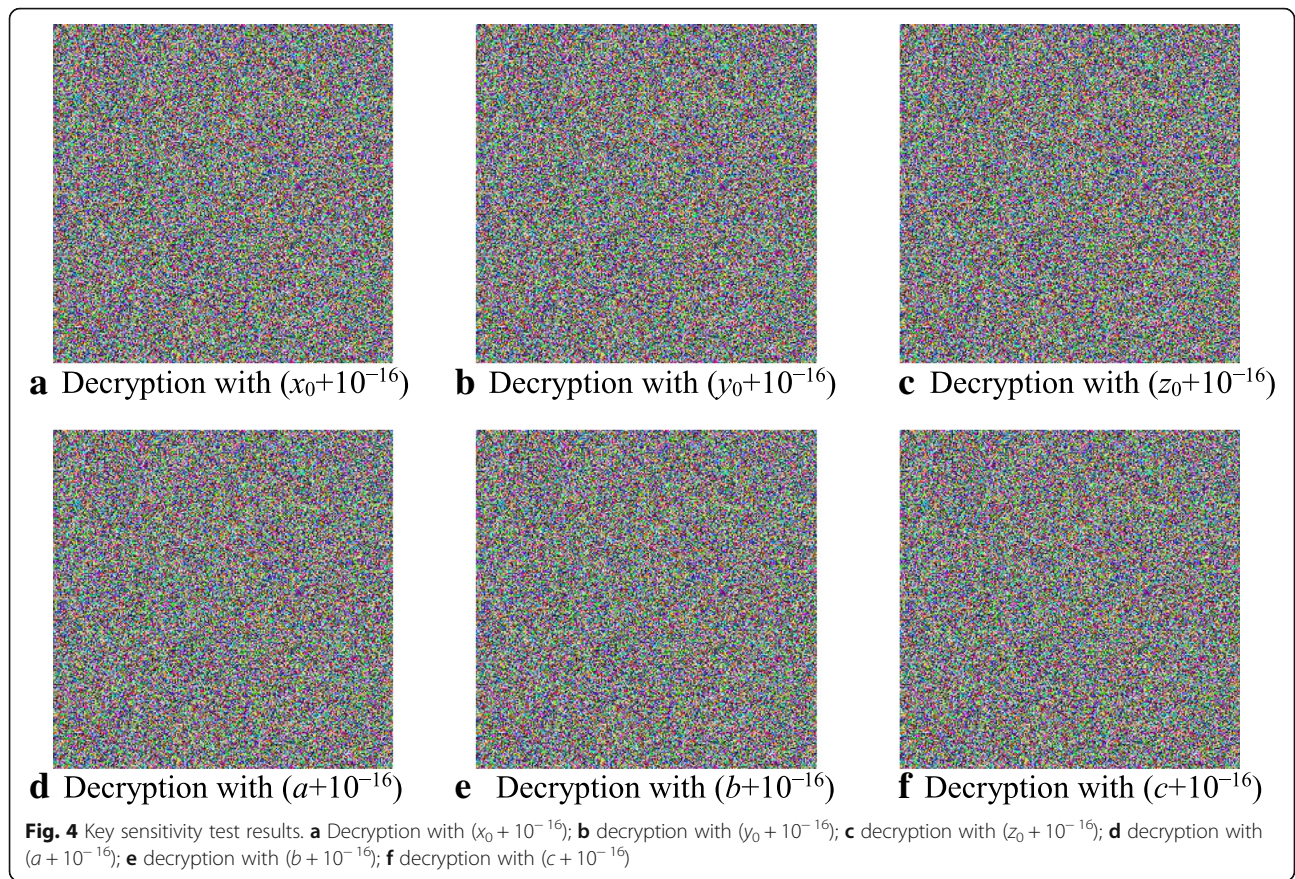 a Decryption with (x₀+10⁻¹⁶)
b Decryption with (y₀+10⁻¹⁶)
c Decryption with (z₀+10⁻¹⁶)
d Decryption with (a+10⁻¹⁶)
e Decryption with (b+10⁻¹⁶)
f Decryption with (c+10⁻¹⁶)
Fig. 4 Key sensitivity test results. a Decryption with (x₀ + 10⁻ ¹⁶); b decryption with (y₀ + 10⁻ ¹⁶); c decryption with (z₀ + 10⁻ ¹⁶); d decryption with
(a + 10⁻ ¹⁶); e decryption with (b + 10⁻ ¹⁶); f decryption with (c + 10⁻ ¹⁶)